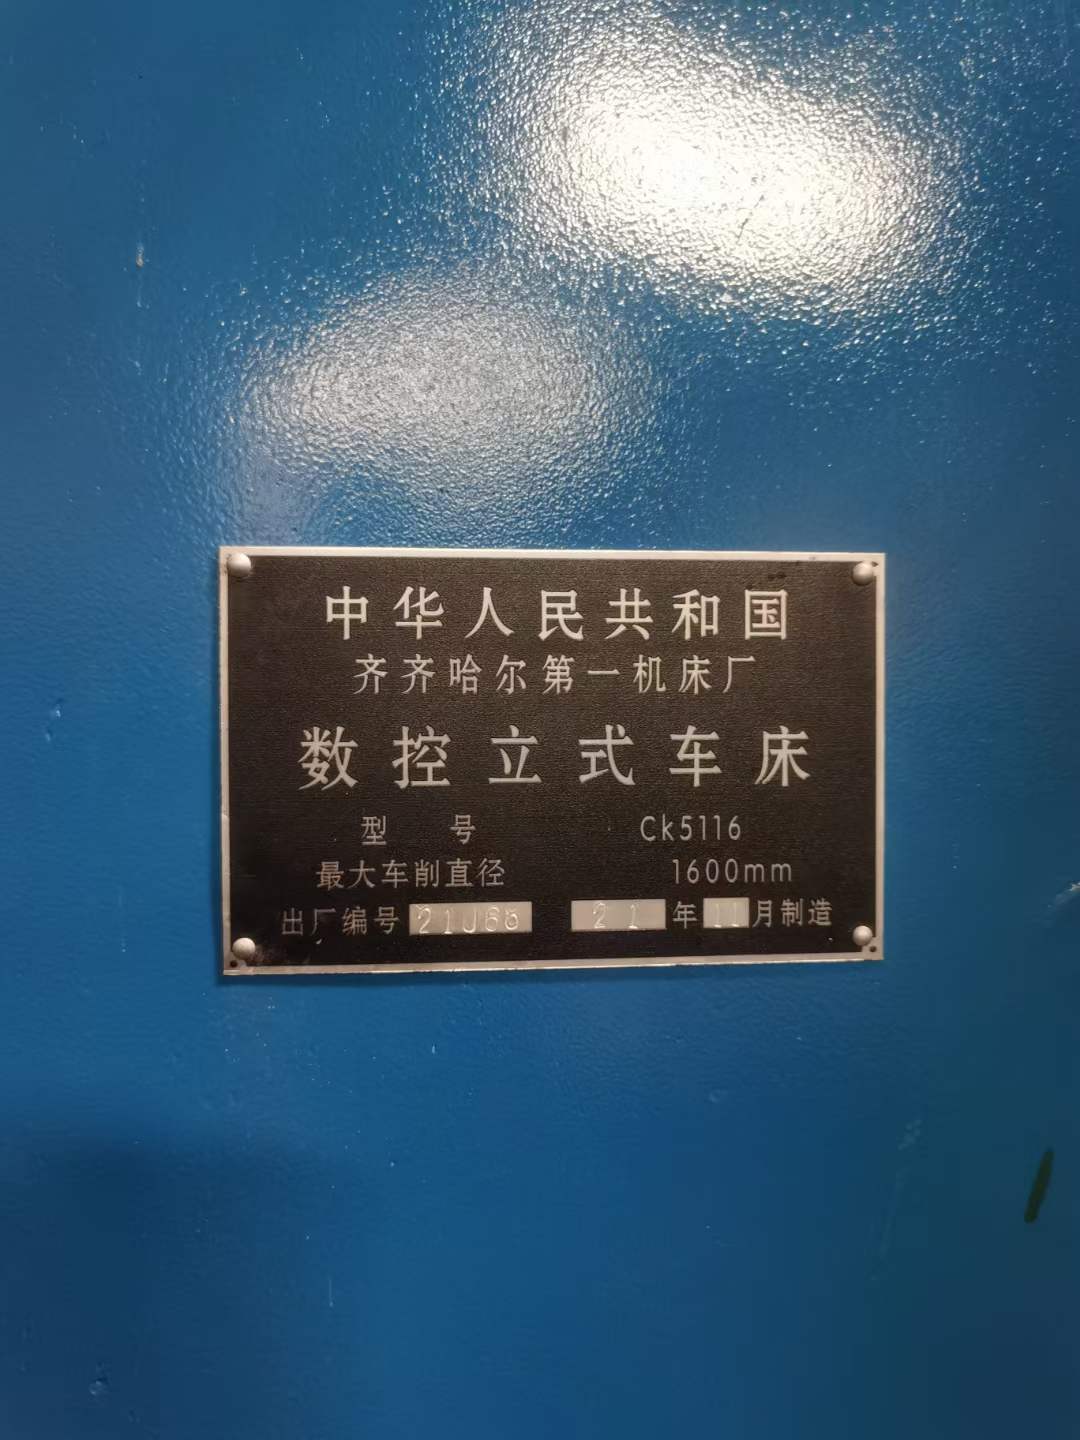 中华人民共和国
齐齐哈尔第一机床厂
数控立式车床
型 号 Ck5116
最大车削直径 1600mm
出厂编号 21J65 21 年 11 月制造